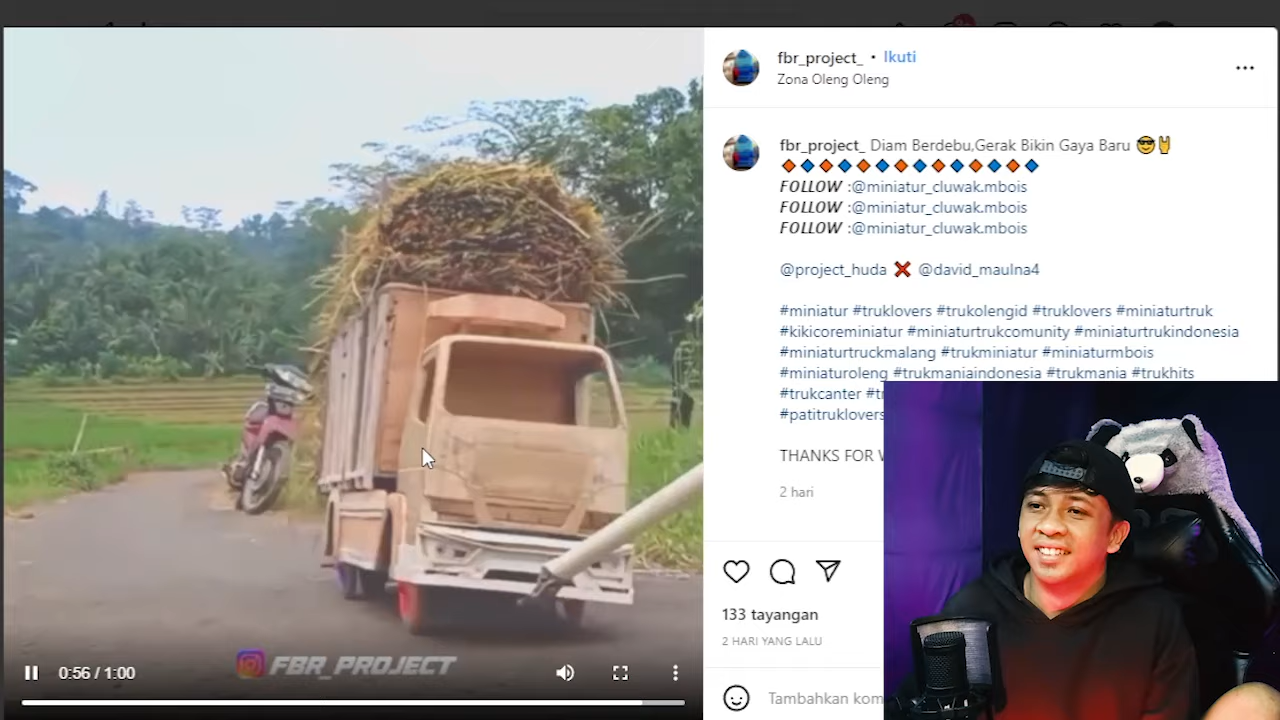 fbr_project_ • Ikuti
Zona Oleng Oleng
fbr_project_ Diam Berdebu,Gerak Bikin Gaya Baru 😎🤘
🔶🔷🔶🔷🔶🔷🔶🔷🔶🔷🔶🔷🔶🔷
FOLLOW :@miniatur_cluwak.mbois
FOLLOW :@miniatur_cluwak.mbois
FOLLOW :@miniatur_cluwak.mbois
@project_huda ❌ @david_maulna4
#miniatur #truklovers #trukolengid #truklovers #miniaturtruk
#kikicoreminiatur #miniaturtrukcomunity #miniaturtrukindonesia
#miniaturtruckmalang #trukminiatur #miniaturmbois
#miniaturoleng #trukmaniaindonesia #trukmania #trukhits
#trukcanter
#patitruklovers
THANKS FOR
2 hari
133 tayangan
2 HARI YANG LALU
Tambahkan kom
0:56 / 1:00
FBR_PROJECT